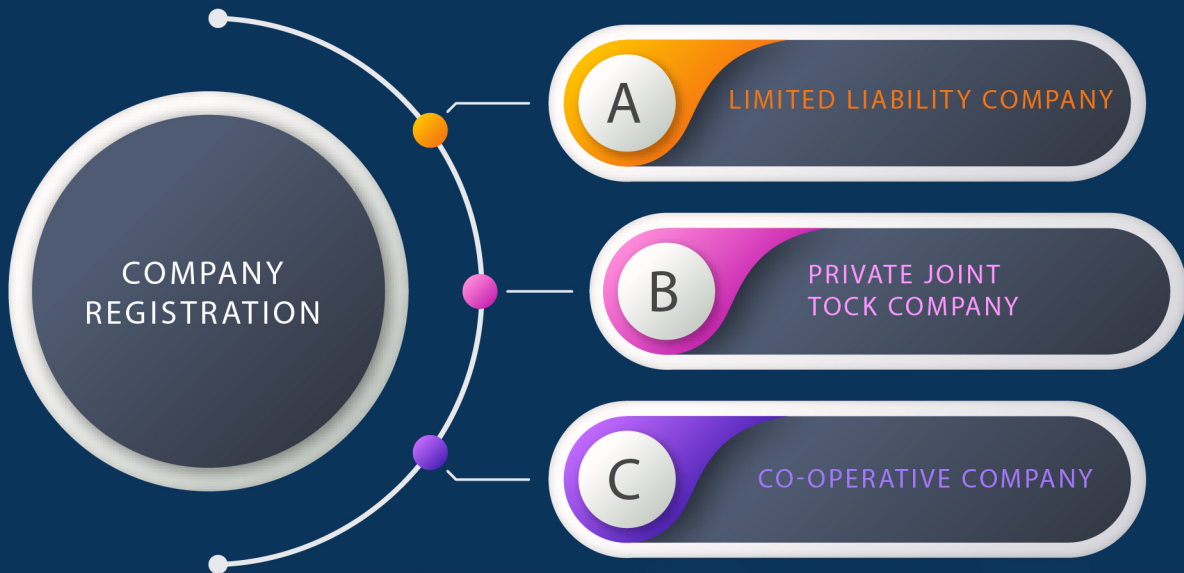 COMPANY
REGISTRATION
A
LIMITED LIABILITY COMPANY
B
PRIVATE JOINT
TOCK COMPANY
C
CO-OPERATIVE COMPANY